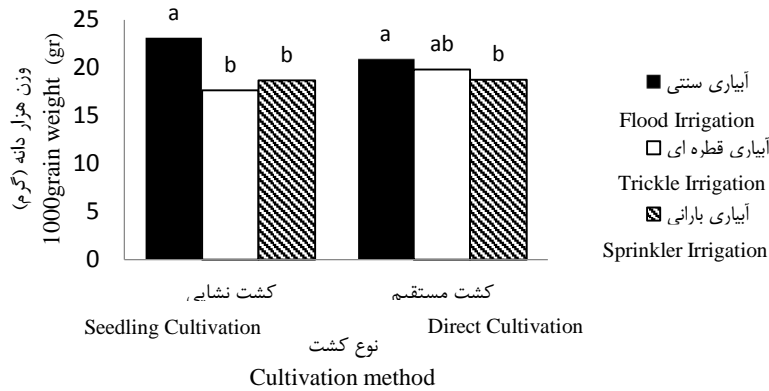 وزن هزار دانه (گرم)
1000grain weight (gr)
25
20
15
10
5
0
a
b
b
a
ab
b
کشت نشایی
کشت مستقیم
Seedling Cultivation
Direct Cultivation
نوع کشت
Cultivation method
آبیاری سنتی
Flood Irrigation
آبیاری قطره ای
Trickle Irrigation
آبیاری بارانی
Sprinkler Irrigation